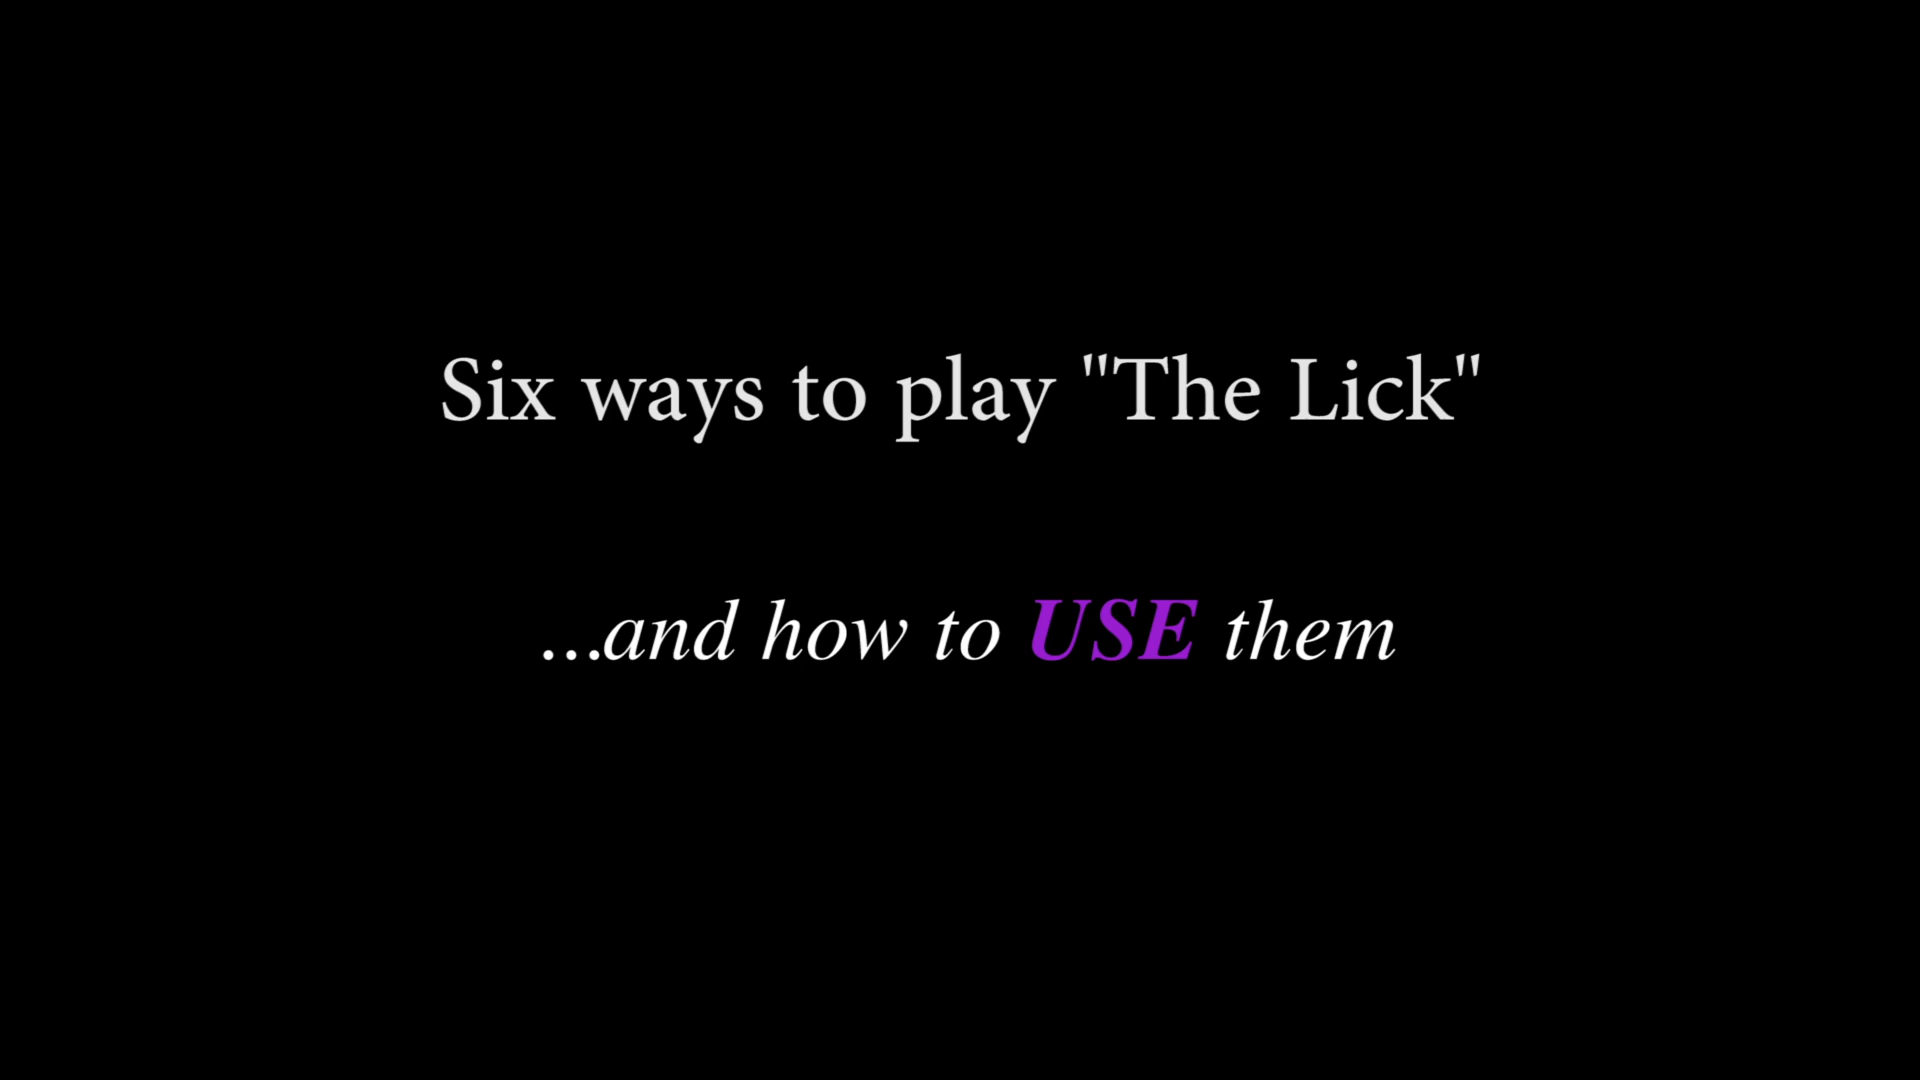 Six ways to play "The Lick"
...and how to USE them